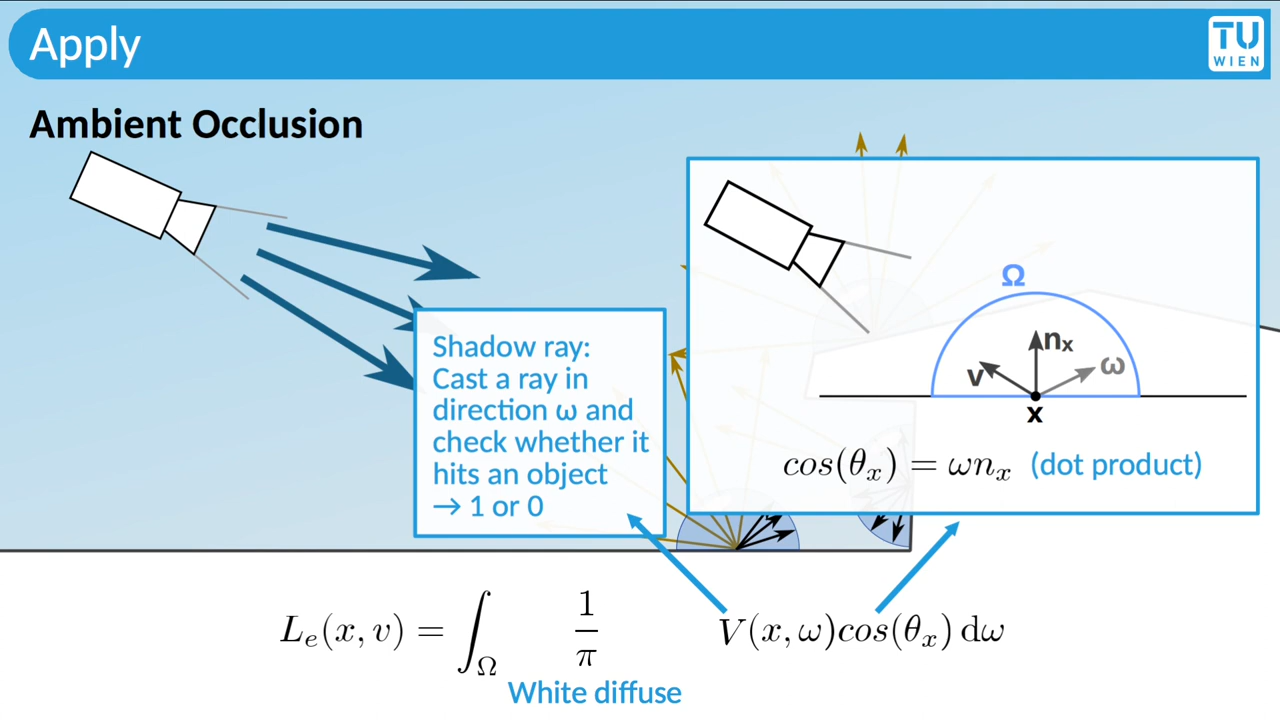 Apply
TU
WIEN
Ambient Occlusion
Shadow ray:
Cast a ray in
direction ω and
check whether it
hits an object
→ 1 or 0
Ω
n_x
v
ω
x
cos(θ_x) = ωn_x (dot product)
L_e(x, v) = ∫_Ω 1/π V(x, ω)cos(θ_x) dω
White diffuse